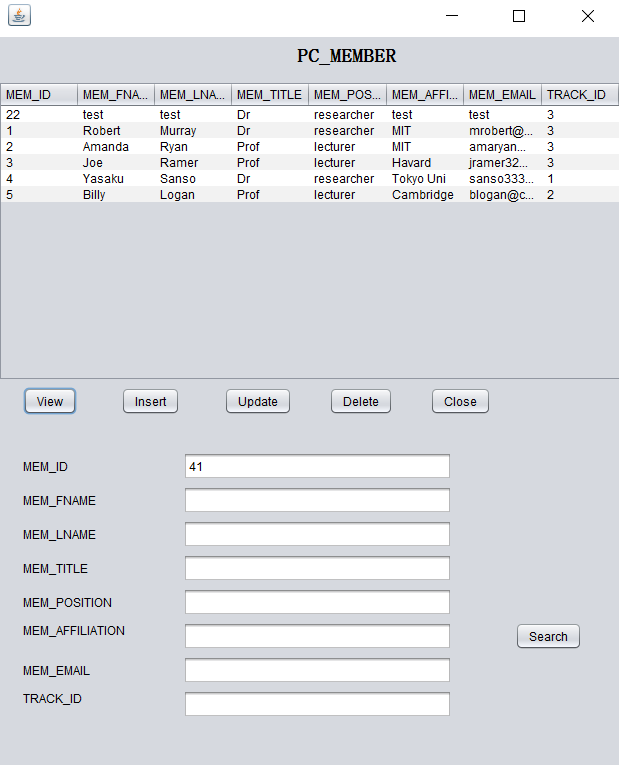 PC_MEMBER
MEM_ID MEM_FNA... MEM_LNA... MEM_TITLE MEM_POS... MEM_AFFI... MEM_EMAIL TRACK_ID
22 test test Dr researcher test test 3
1 Robert Murray Dr researcher MIT mrobert@... 3
2 Amanda Ryan Prof lecturer MIT amaryan... 3
3 Joe Ramer Prof lecturer Havard jramer32... 3
4 Yasaku Sanso Dr researcher Tokyo Uni sanso333... 1
5 Billy Logan Prof lecturer Cambridge blogan@c... 2
View Insert Update Delete Close
MEM_ID 41
MEM_FNAME
MEM_LNAME
MEM_TITLE
MEM_POSITION
MEM_AFFILIATION Search
MEM_EMAIL
TRACK_ID